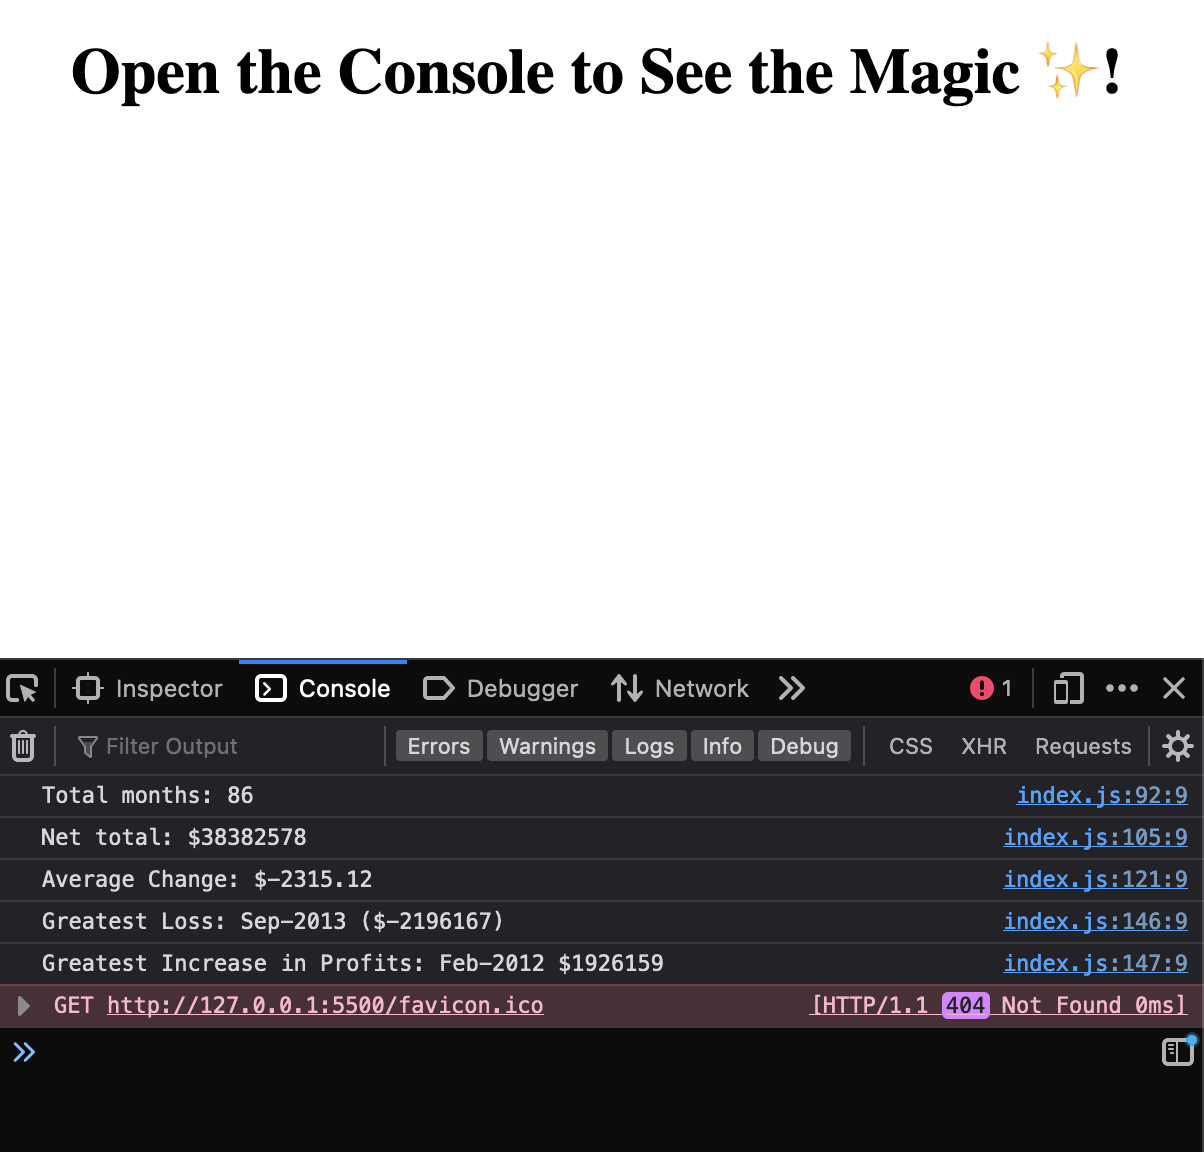 Open the Console to See the Magic ✨!
Inspector Console Debugger Network 1
Filter Output Errors Warnings Logs Info Debug CSS XHR Requests
Total months: 86 index.js:92:9
Net total: $38382578 index.js:105:9
Average Change: $-2315.12 index.js:121:9
Greatest Loss: Sep-2013 ($-2196167) index.js:146:9
Greatest Increase in Profits: Feb-2012 $1926159 index.js:147:9
GET http://127.0.0.1:5500/favicon.ico [HTTP/1.1 404 Not Found 0ms]